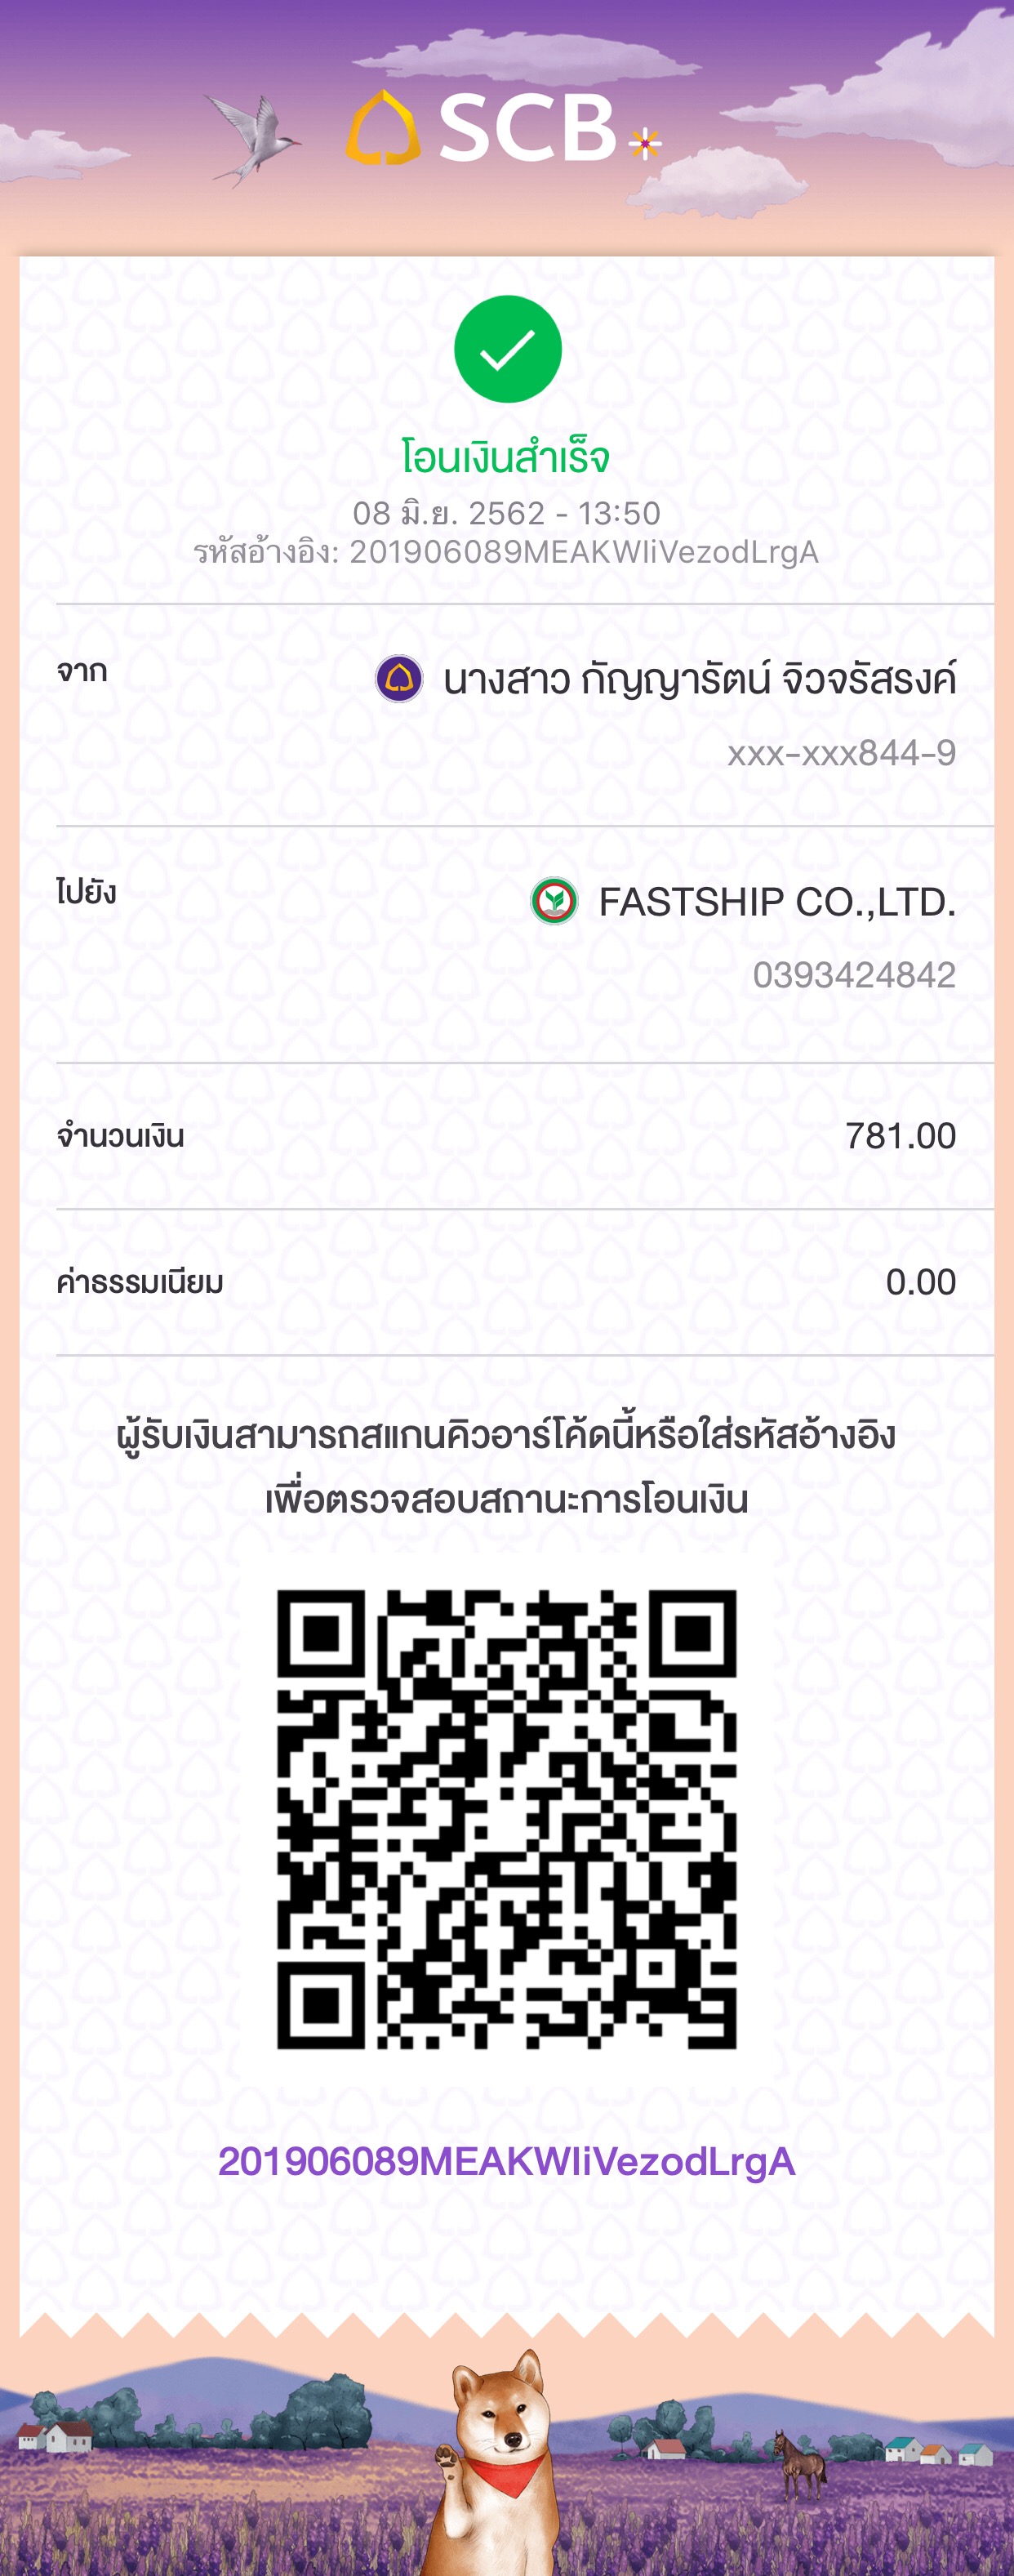 SCB
โอนเงินสำเร็จ
08 มิ.ย. 2562 - 13:50
รหัสอ้างอิง: 201906089MEAKWIiVezodLrgA
จาก
นางสาว กัญญารัตน์ จิวจรัสรงค์
xxx-xxx844-9
ไปยัง
FASTSHIP CO.,LTD.
0393424842
จำนวนเงิน 781.00
ค่าธรรมเนียม 0.00
ผู้รับเงินสามารถสแกนคิวอาร์โค้ดนี้หรือใส่รหัสอ้างอิง
เพื่อตรวจสอบสถานะการโอนเงิน
201906089MEAKWIiVezodLrgA